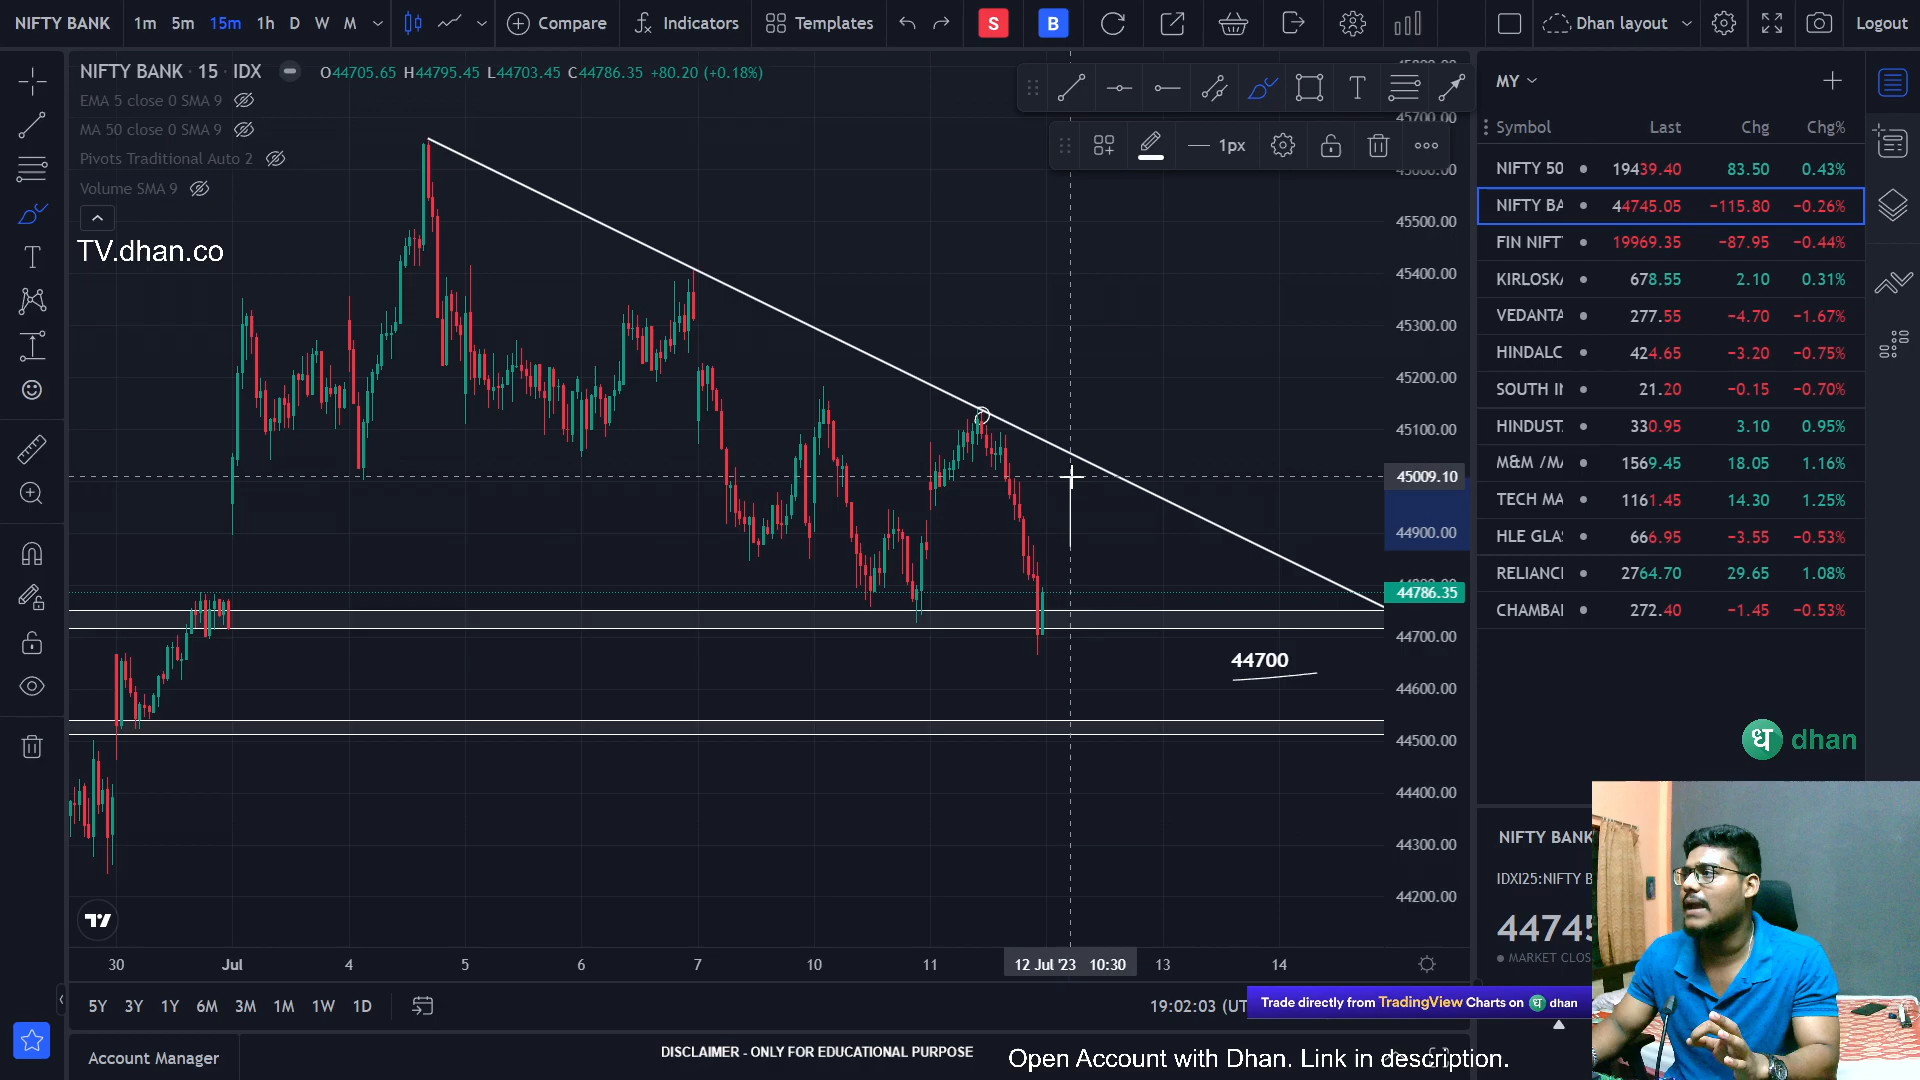 NIFTY BANK 1m 5m 15m 1h D W M Compare Indicators Templates S B Dhan layout Logout
NIFTY BANK · 15 · IDX O44705.65 H44795.45 L44703.45 C44786.35 +80.20 (+0.18%)
EMA 5 close 0 SMA 9
MA 50 close 0 SMA 9
Pivots Traditional Auto 2
Volume SMA 9
TV.dhan.co
T
1px
45700.00
45500.00
45400.00
45300.00
45200.00
45100.00
45009.10
44900.00
44786.35
44700.00
44600.00
44500.00
44400.00
44300.00
44200.00
44700
30 Jul 4 5 6 7 10 11 12 Jul '23 10:30 13 14
5Y 3Y 1Y 6M 3M 1M 1W 1D
19:02:03 (UT
Account Manager
MY
Symbol Last Chg Chg%
NIFTY 50 19439.40 83.50 0.43%
NIFTY BA 44745.05 −115.80 −0.26%
FIN NIFT 19969.35 −87.95 −0.44%
KIRLOSK 678.55 2.10 0.31%
VEDANTA 277.55 −4.70 −1.67%
HINDALC 424.65 −3.20 −0.75%
SOUTH I 21.20 −0.15 −0.70%
HINDUST. 330.95 3.10 0.95%
M&M /M 1569.45 18.05 1.16%
TECH MA 1161.45 14.30 1.25%
HLE GLA 666.95 −3.55 −0.53%
RELIANC 2764.70 29.65 1.08%
CHAMBA 272.40 −1.45 −0.53%
ध dhan
NIFTY BANK
IDXI25:NIFTY B
44745
MARKET CLOS
Trade directly from TradingView Charts on ध dhan
DISCLAIMER - ONLY FOR EDUCATIONAL PURPOSE
Open Account with Dhan. Link in description.